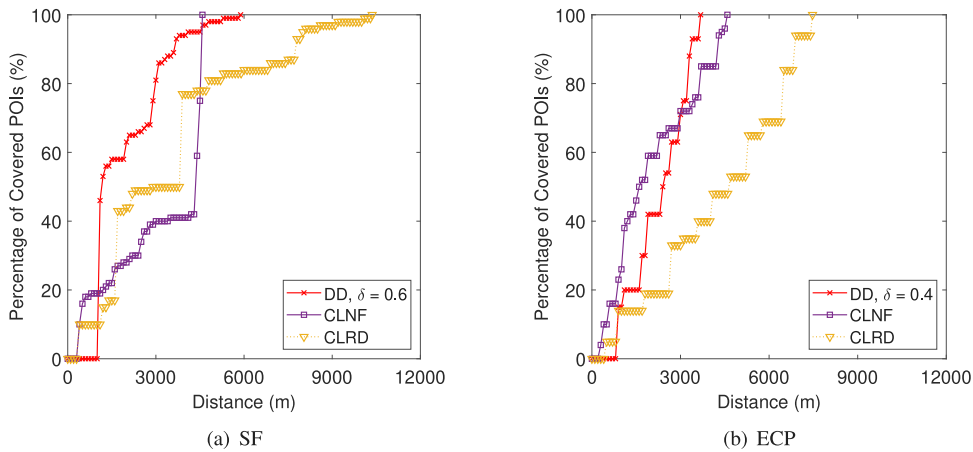 Percentage of Covered POIs (%)
100
80
60
40
20
0
0 3000 6000 9000 12000
Distance (m)
DD, δ = 0.6
CLNF
CLRD
(a) SF
Percentage of Covered POIs (%)
100
80
60
40
20
0
0 3000 6000 9000 12000
Distance (m)
DD, δ = 0.4
CLNF
CLRD
(b) ECP